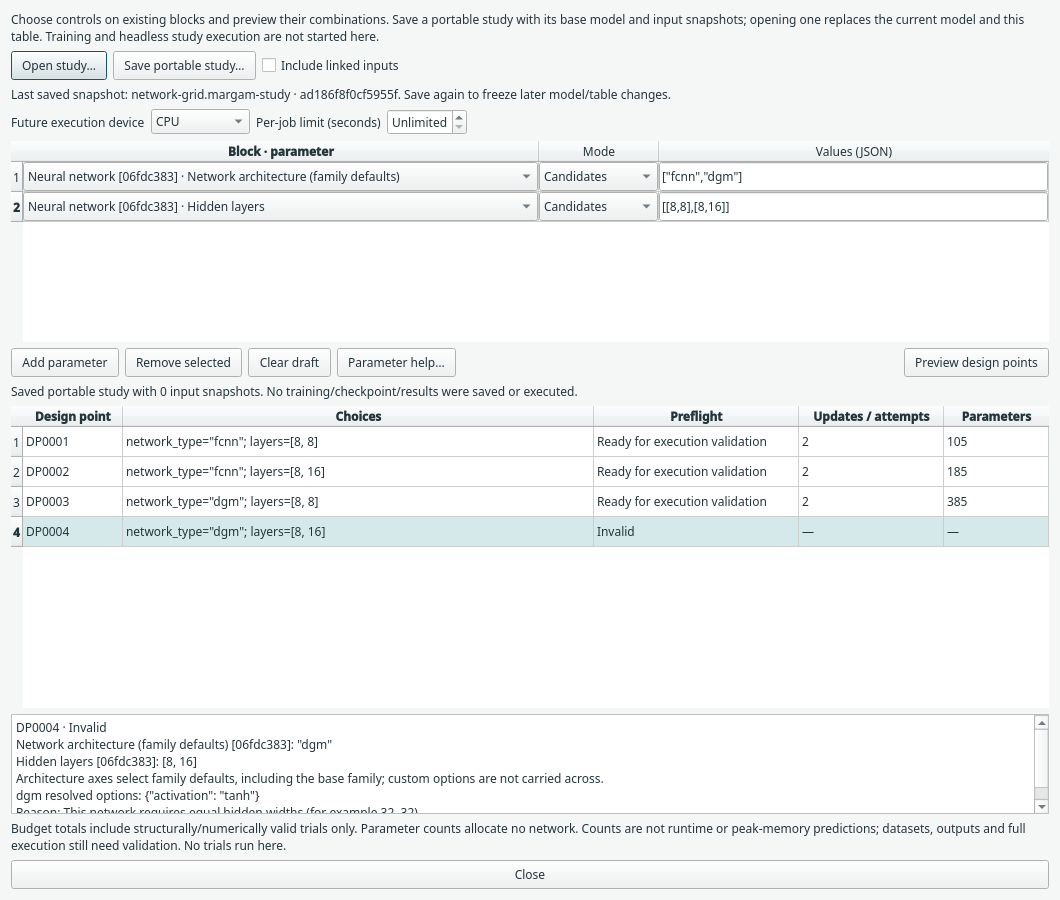 Choose controls on existing blocks and preview their combinations. Save a portable study with its base model and input snapshots; opening one replaces the current model and this
table. Training and headless study execution are not started here.
Open study... Save portable study... Include linked inputs
Last saved snapshot: network-grid.margam-study · ad186f8f0cf5955f. Save again to freeze later model/table changes.
Future execution device CPU Per-job limit (seconds) Unlimited
Block · parameter Mode Values (JSON)
1 Neural network [06fdc383] · Network architecture (family defaults) Candidates ["fcnn","dgm"]
2 Neural network [06fdc383] · Hidden layers Candidates [[8,8],[8,16]]
Add parameter Remove selected Clear draft Parameter help... Preview design points
Saved portable study with 0 input snapshots. No training/checkpoint/results were saved or executed.
Design point Choices Preflight Updates / attempts Parameters
1 DP0001 network_type="fcnn"; layers=[8, 8] Ready for execution validation 2 105
2 DP0002 network_type="fcnn"; layers=[8, 16] Ready for execution validation 2 185
3 DP0003 network_type="dgm"; layers=[8, 8] Ready for execution validation 2 385
4 DP0004 network_type="dgm"; layers=[8, 16] Invalid — —
DP0004 · Invalid
Network architecture (family defaults) [06fdc383]: "dgm"
Hidden layers [06fdc383]: [8, 16]
Architecture axes select family defaults, including the base family; custom options are not carried across.
dgm resolved options: {"activation": "tanh"}
Reason: This network requires equal hidden widths (for example 32, 32)
Budget totals include structurally/numerically valid trials only. Parameter counts allocate no network. Counts are not runtime or peak-memory predictions; datasets, outputs and full
execution still need validation. No trials run here.
Close